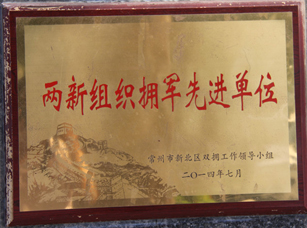 两新组织拥军先进单位
常州市新北区双拥工作领导小组
二〇一四年七月